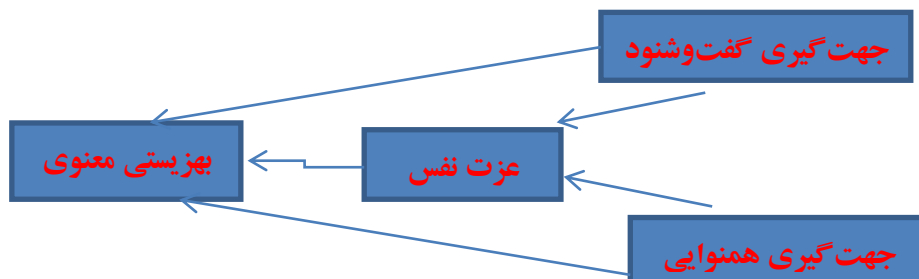 جهت‌گیری گفت‌وشنود
عزت نفس
بهزیستی معنوی
جهت‌گیری همنوایی